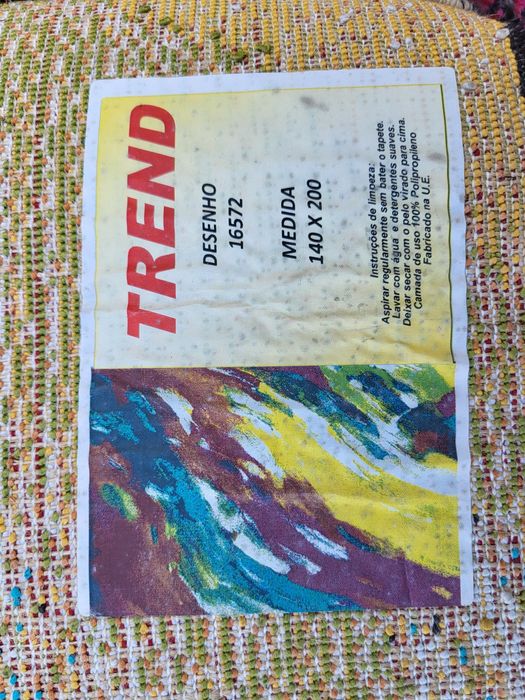 TREND
DESENHO
16572
MEDIDA
140 X 200
Instruções de limpeza:
Aspirar regularmente sem bater o tapete.
Lavar com água e detergentes suaves.
Deixar secar com o pelo virado para cima.
Camada de uso 100% Polipropileno
Fabricado na U.E.